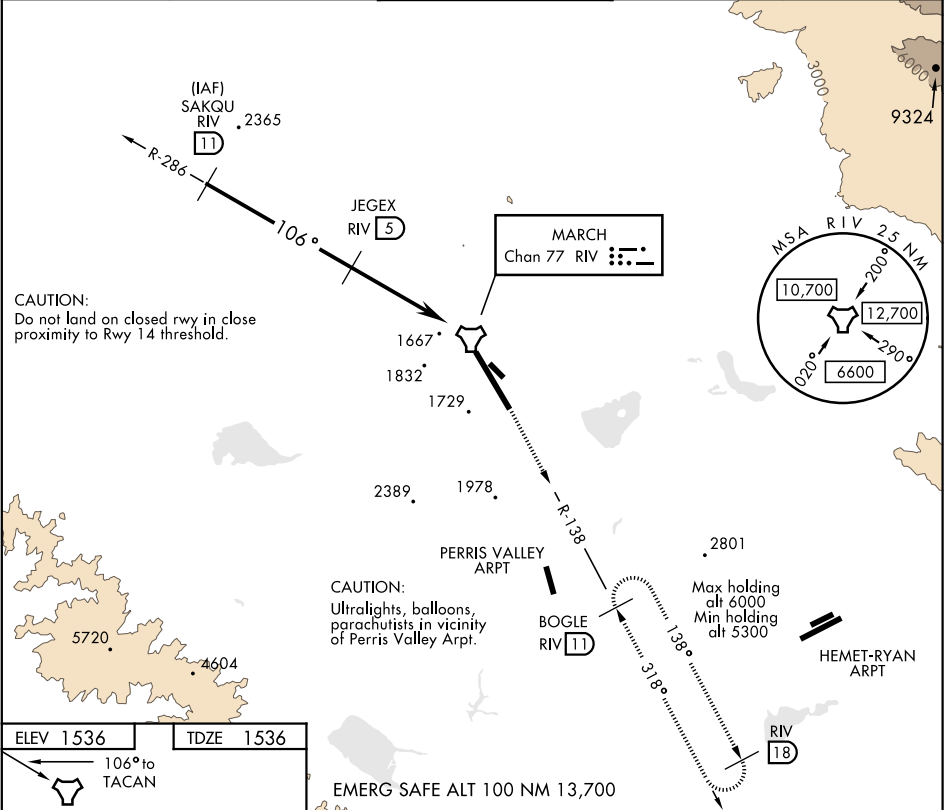 (IAF)
SAKQU
RIV
11
2365
R-286
106°
JEGEX
RIV 5
MARCH
Chan 77 RIV
3000
6000
9324
MSA RIV 25 NM
200°
10,700
12,700
290°
020°
6600
CAUTION:
Do not land on closed rwy in close
proximity to Rwy 14 threshold.
1667
1832
1729
2389
1978
R-138
2801
PERRIS VALLEY
ARPT
CAUTION:
Ultralights, balloons,
parachutists in vicinity
of Perris Valley Arpt.
BOGLE
RIV 11
Max holding
alt 6000
Min holding
alt 5300
138°
318°
HEMET-RYAN
ARPT
RIV
18
5720
4604
ELEV 1536
TDZE 1536
106° to
TACAN
EMERG SAFE ALT 100 NM 13,700